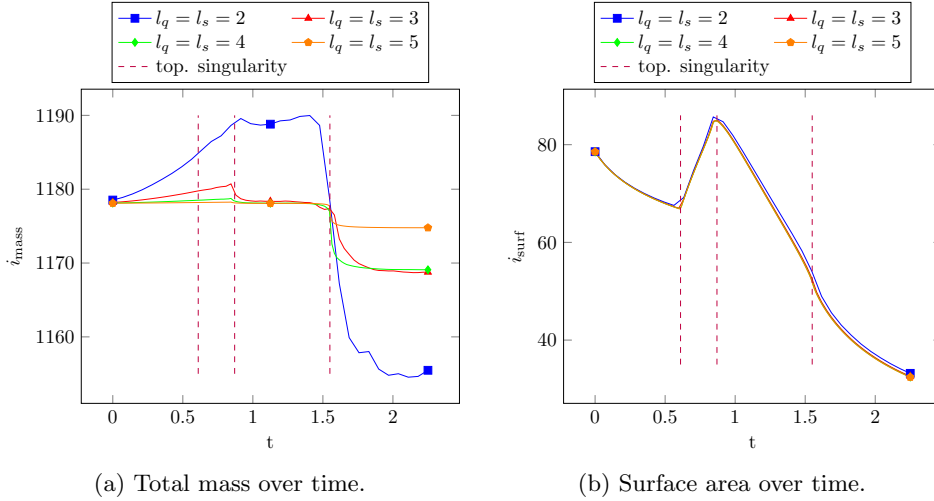 l_q = l_s = 2 l_q = l_s = 3
l_q = l_s = 4 l_q = l_s = 5
top. singularity
1190
1180
1170
1160
i_mass
0 0.5 1 1.5 2
t
(a) Total mass over time.
l_q = l_s = 2 l_q = l_s = 3
l_q = l_s = 4 l_q = l_s = 5
top. singularity
80
60
40
i_surf
0 0.5 1 1.5 2
t
(b) Surface area over time.